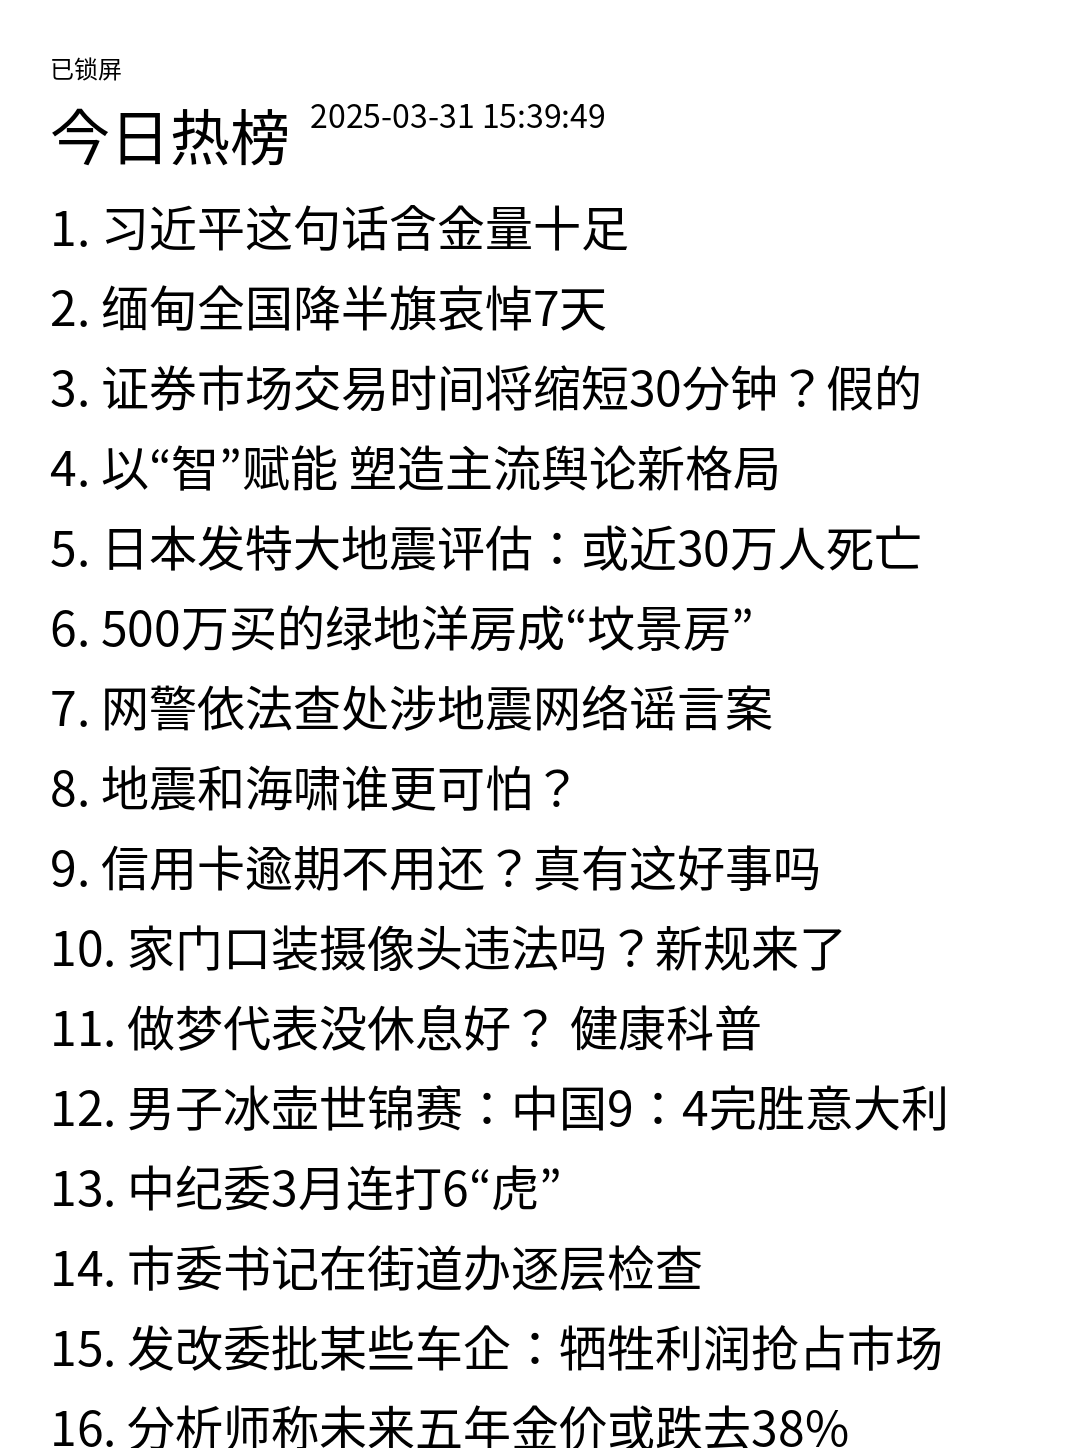 已锁屏
今日热榜 2025-03-31 15:39:49
1. 习近平这句话含金量十足
2. 缅甸全国降半旗哀悼7天
3. 证券市场交易时间将缩短30分钟？假的
4. 以“智”赋能 塑造主流舆论新格局
5. 日本发特大地震评估：或近30万人死亡
6. 500万买的绿地洋房成“坟景房”
7. 网警依法查处涉地震网络谣言案
8. 地震和海啸谁更可怕？
9. 信用卡逾期不用还？真有这好事吗
10. 家门口装摄像头违法吗？新规来了
11. 做梦代表没休息好？ 健康科普
12. 男子冰壶世锦赛：中国9：4完胜意大利
13. 中纪委3月连打6“虎”
14. 市委书记在街道办逐层检查
15. 发改委批某些车企：牺牲利润抢占市场
16. 分析师称未来五年金价或跌去38%